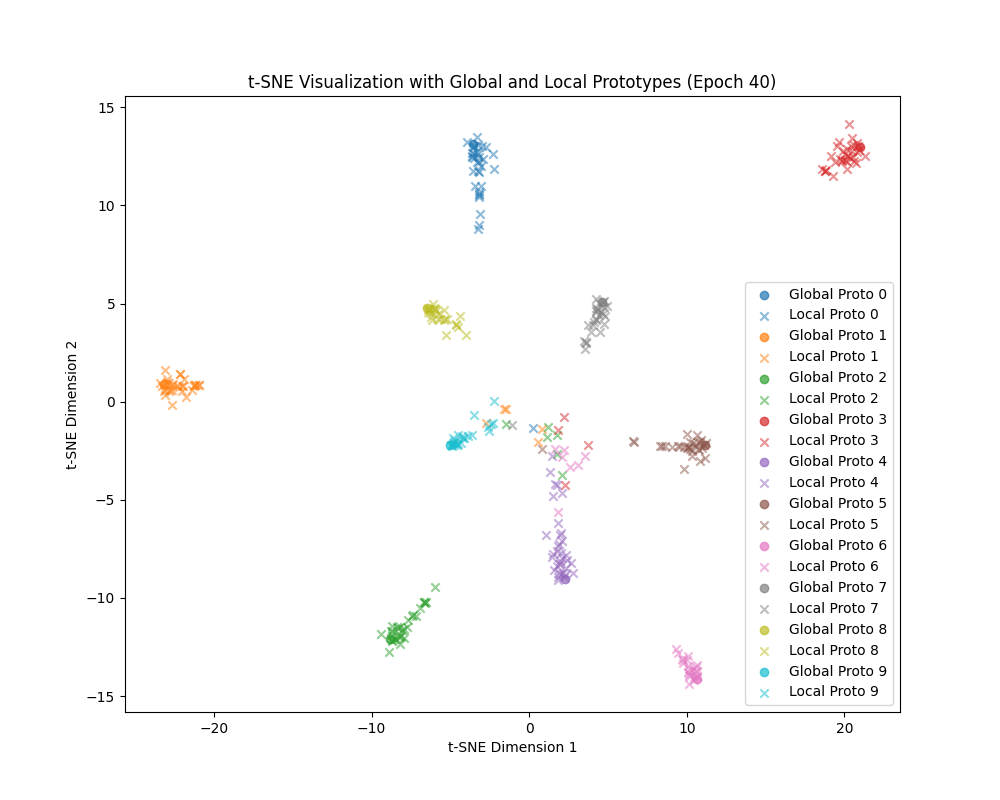 t-SNE Visualization with Global and Local Prototypes (Epoch 40)
15
10
5
0
−5
−10
−15
t-SNE Dimension 2
Global Proto 0
Local Proto 0
Global Proto 1
Local Proto 1
Global Proto 2
Local Proto 2
Global Proto 3
Local Proto 3
Global Proto 4
Local Proto 4
Global Proto 5
Local Proto 5
Global Proto 6
Local Proto 6
Global Proto 7
Local Proto 7
Global Proto 8
Local Proto 8
Global Proto 9
Local Proto 9
−20 −10 0 10 20
t-SNE Dimension 1